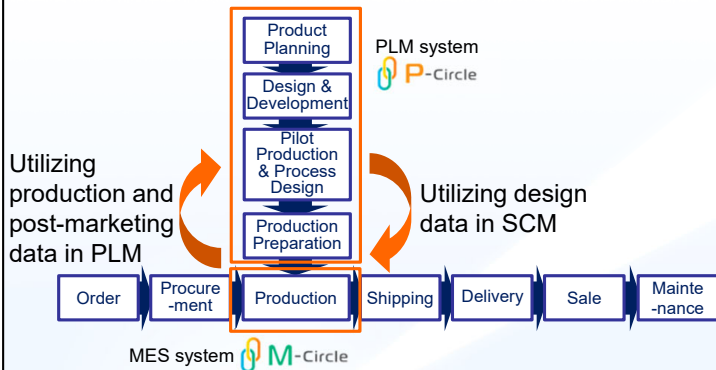 Product
Planning
PLM system
P-Circle
Design &
Development
Pilot
Production
& Process
Design
Utilizing
production and
post-marketing
data in PLM
Utilizing design
data in SCM
Production
Preparation
Order
Procure
-ment
Production
Shipping
Delivery
Sale
Mainte
-nance
MES system
M-Circle